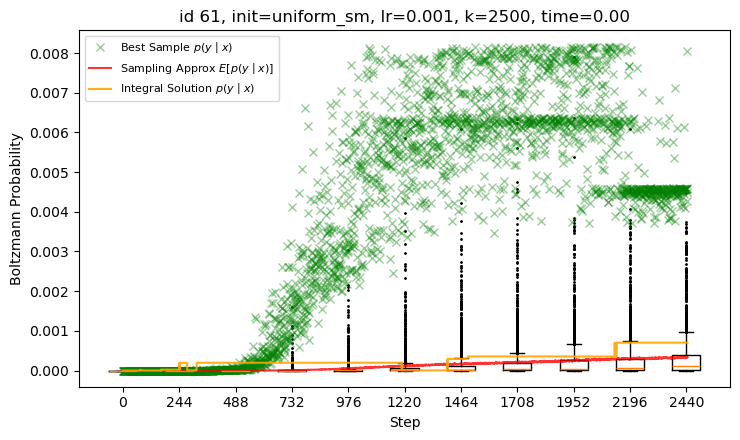 id 61, init=uniform_sm, lr=0.001, k=2500, time=0.00
Best Sample p(y | x)
Sampling Approx E[p(y | x)]
Integral Solution p(y | x)
Boltzmann Probability
0.008
0.007
0.006
0.005
0.004
0.003
0.002
0.001
0.000
0 244 488 732 976 1220 1464 1708 1952 2196 2440
Step